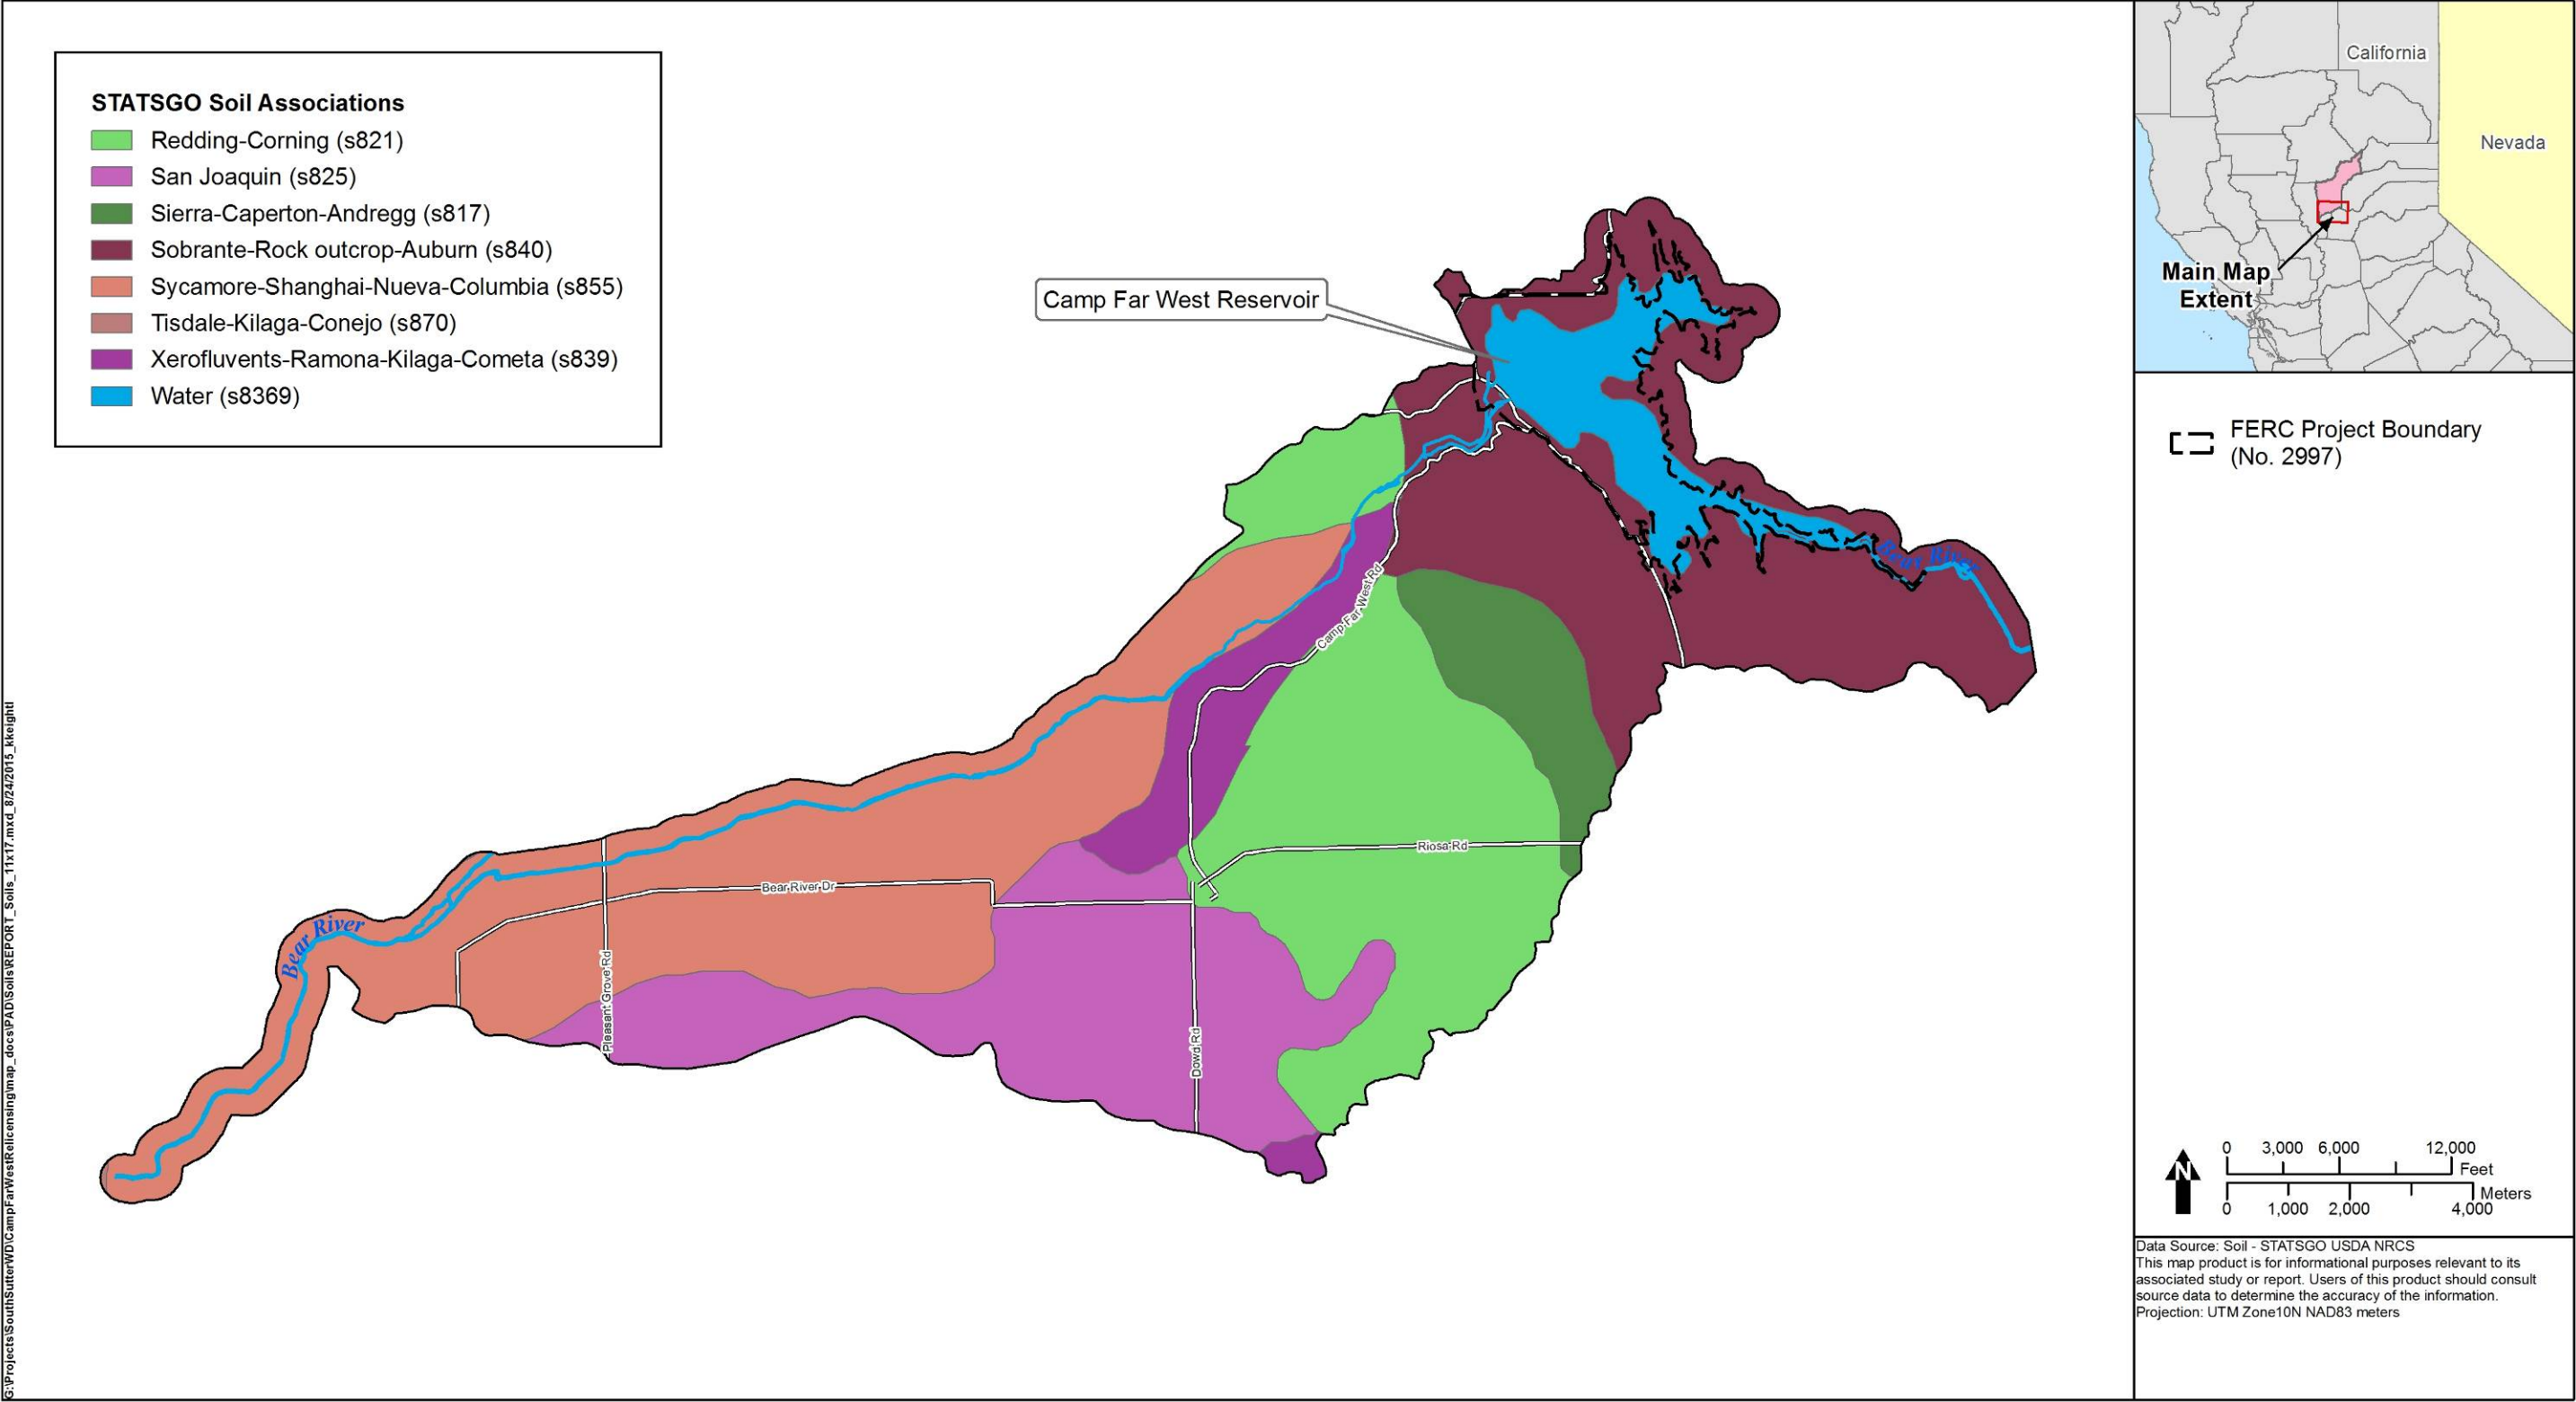 STATSGO Soil Associations
Redding-Corning (s821)
San Joaquin (s825)
Sierra-Caperton-Andregg (s817)
Sobrante-Rock outcrop-Auburn (s840)
Sycamore-Shanghai-Nueva-Columbia (s855)
Tisdale-Kilaga-Conejo (s870)
Xerofluvents-Ramona-Kilaga-Cometa (s839)
Water (s8369)
Camp Far West Reservoir
Bear River
Camp Far West Rd
Riosa Rd
Bear River Dr
Bear River
Pleasant Grove Rd
Dowd Rd
California
Nevada
Main Map
Extent
FERC Project Boundary
(No. 2997)
0 3,000 6,000 12,000
Feet
N
Meters
0 1,000 2,000 4,000
Data Source: Soil - STATSGO USDA NRCS
This map product is for informational purposes relevant to its
associated study or report. Users of this product should consult
source data to determine the accuracy of the information.
Projection: UTM Zone10N NAD83 meters
G:\Projects\SouthSutterWD\CampFarWestRelicensing\map_docs\PAD\Soils\REPORT_Soils_11x17.mxd_8/24/2015_kkeightl